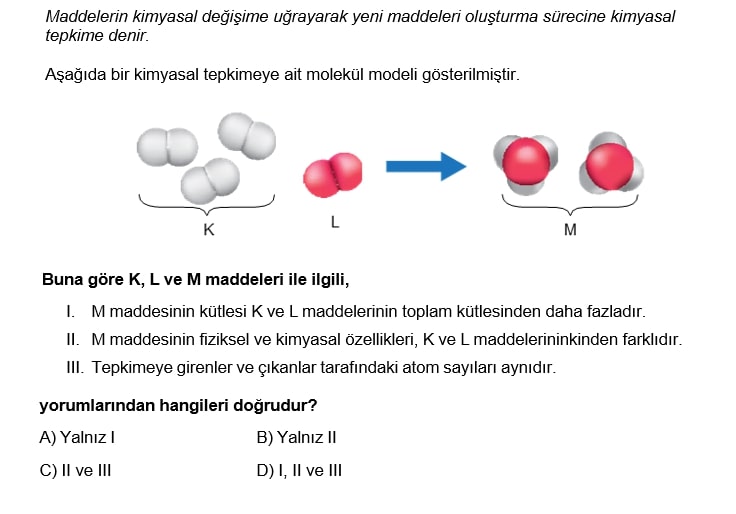 Maddelerin kimyasal değişime uğrayarak yeni maddeleri oluşturma sürecine kimyasal
tepkime denir.
Aşağıda bir kimyasal tepkimeye ait molekül modeli gösterilmiştir.
K
L
M
Buna göre K, L ve M maddeleri ile ilgili,
I. M maddesinin kütlesi K ve L maddelerinin toplam kütlesinden daha fazladır.
II. M maddesinin fiziksel ve kimyasal özellikleri, K ve L maddelerininkinden farklıdır.
III. Tepkimeye girenler ve çıkanlar tarafındaki atom sayıları aynıdır.
yorumlarından hangileri doğrudur?
A) Yalnız I B) Yalnız II
C) II ve III D) I, II ve III